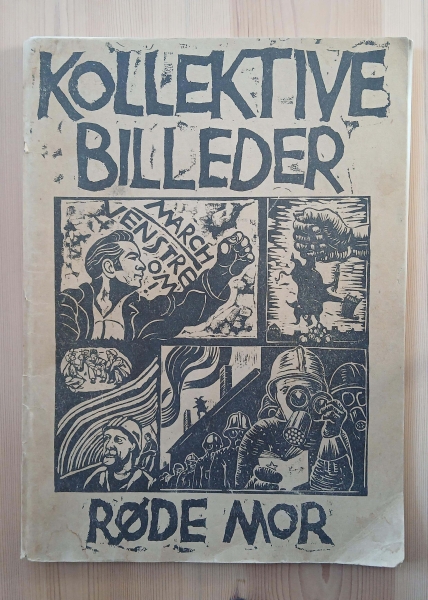 KOLLEKTIVE
BILLEDER
VENSTRE
MARCH
OM
RØDE MOR